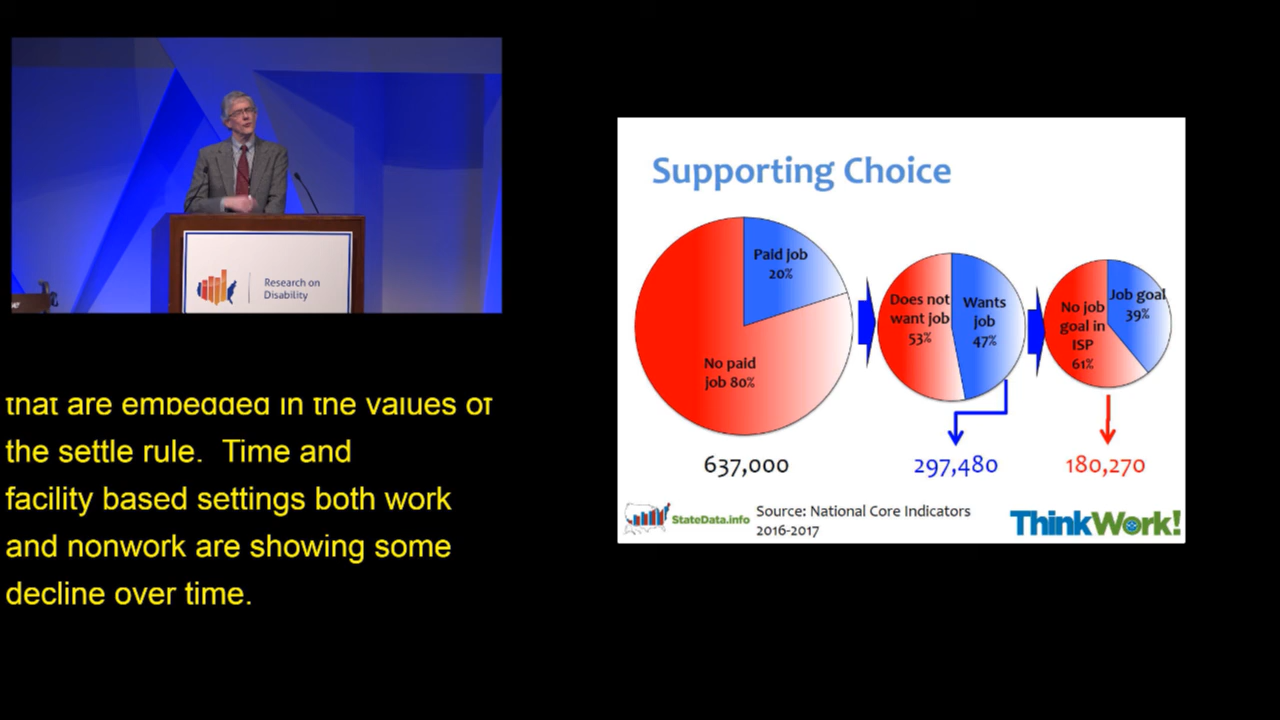 Research on
Disability
that are embedded in the values of
the settle rule. Time and
facility based settings both work
and nonwork are showing some
decline over time.
Supporting Choice
Paid job
20%
No paid
job 80%
Does not
want job
53%
Wants
job
47%
No job
goal in
ISP
61%
Job goal
39%
637,000
297,480
180,270
StateData.info
Source: National Core Indicators
2016-2017
ThinkWork!